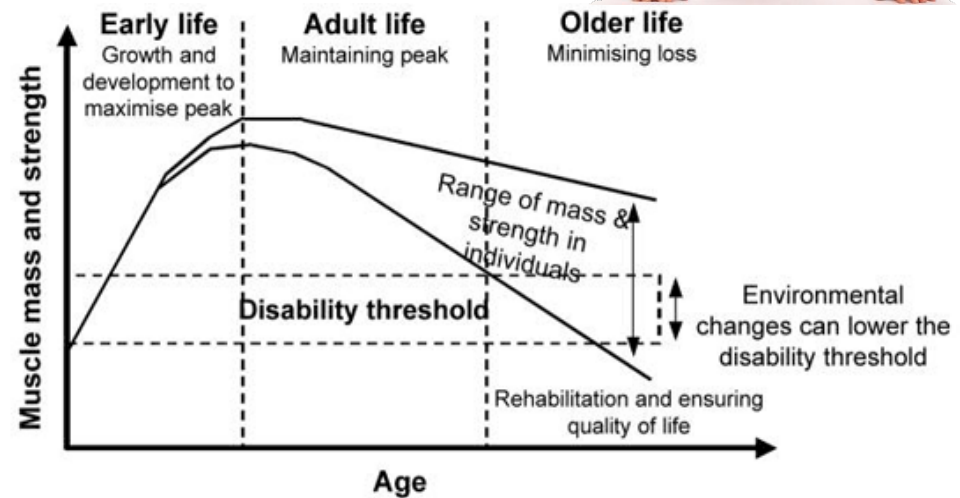 Early life
Growth and
development to
maximise peak
Adult life
Maintaining peak
Older life
Minimising loss
Muscle mass and strength
Range of mass &
strength in
individuals
Disability threshold
Environmental
changes can lower the
disability threshold
Rehabilitation and ensuring
quality of life
Age